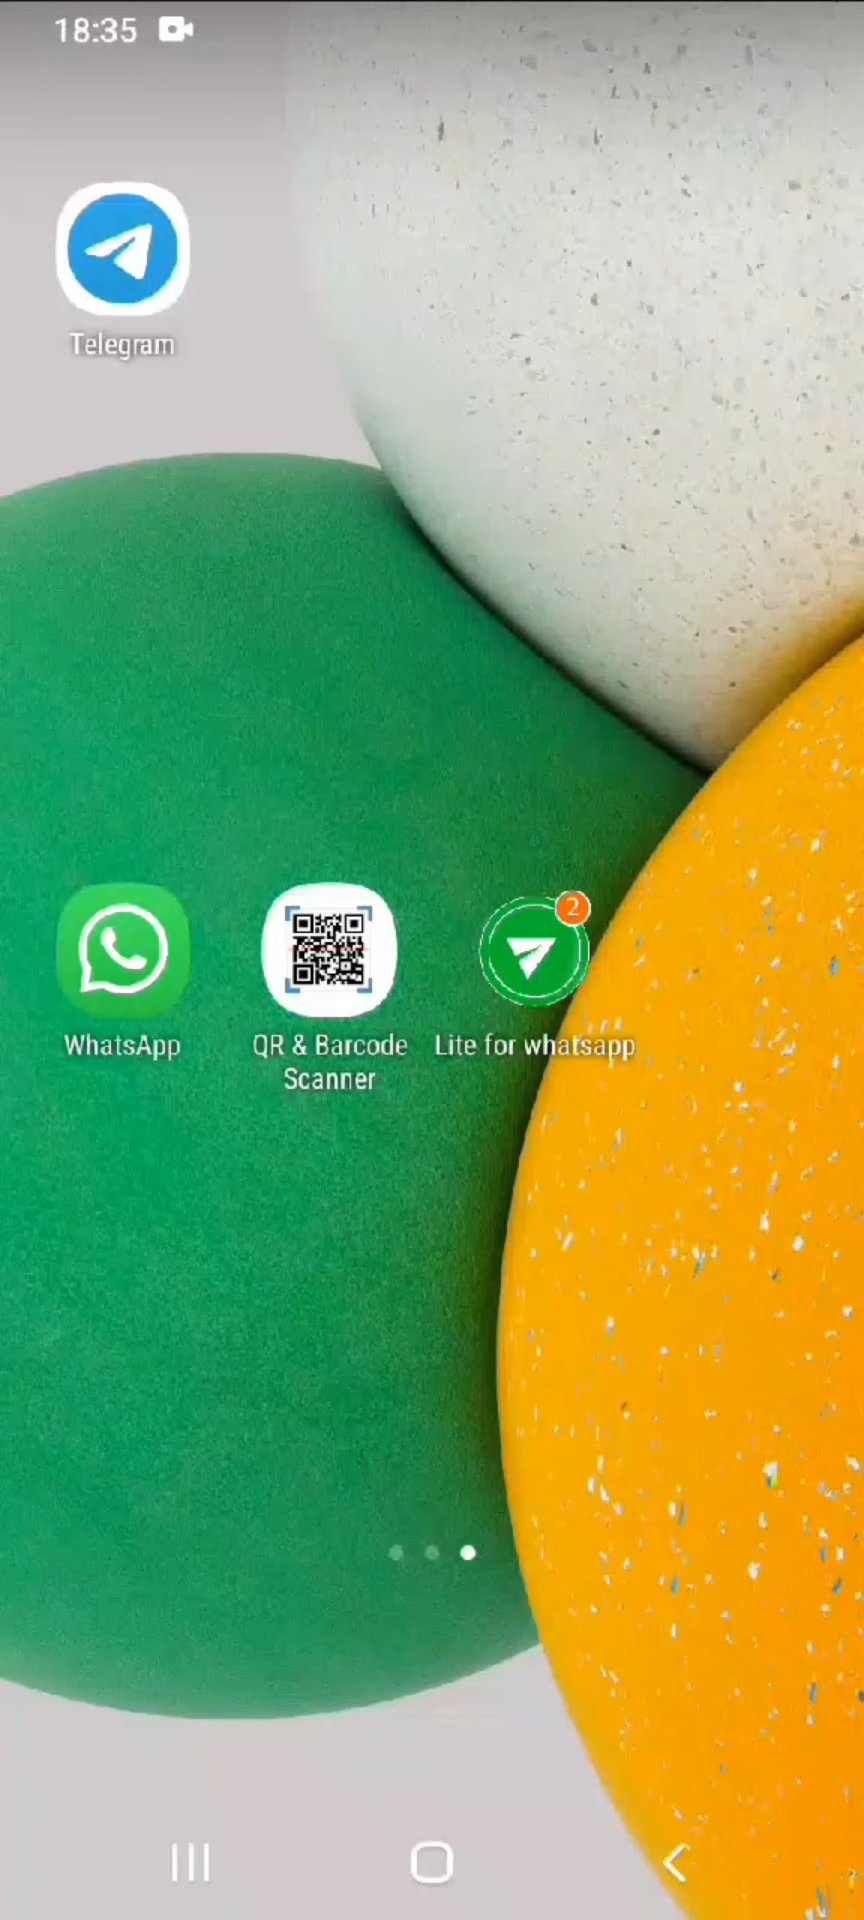 18:35
Telegram
2
WhatsApp
QR & Barcode
Scanner
Lite for whatsapp